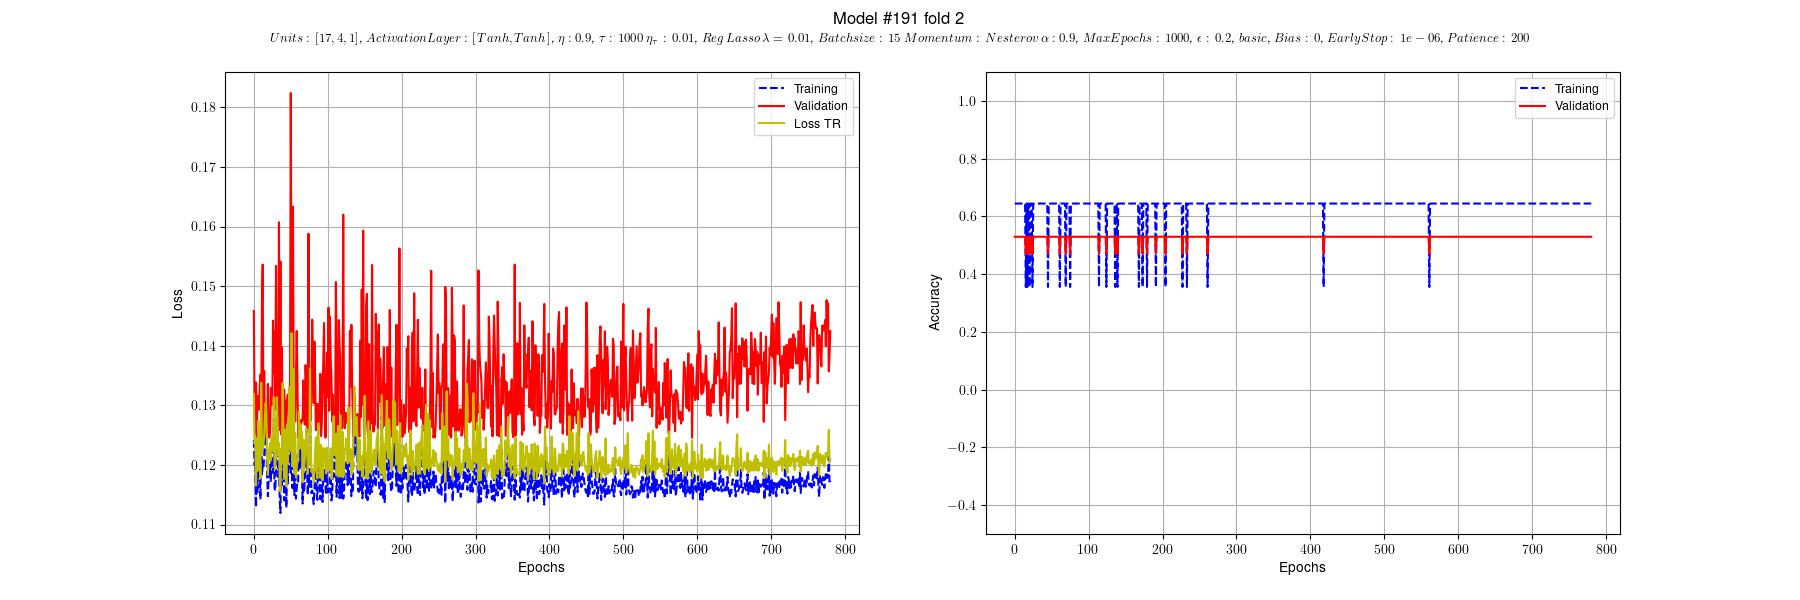 Model #191 fold 2
Units : [17, 4, 1], ActivationLayer : [Tanh, Tanh], η : 0.9, τ : 1000 η_τ : 0.01, Reg Lasso λ = 0.01, Batchsize : 15 Momentum : Nesterov α : 0.9, MaxEpochs : 1000, ϵ : 0.2, basic, Bias : 0, EarlyStop : 1e − 06, Patience : 200
Loss
0.18
0.17
0.16
0.15
0.14
0.13
0.12
0.11
Training
Validation
Loss TR
0 100 200 300 400 500 600 700 800
Epochs
Accuracy
1.0
0.8
0.6
0.4
0.2
0.0
−0.2
−0.4
Training
Validation
0 100 200 300 400 500 600 700 800
Epochs